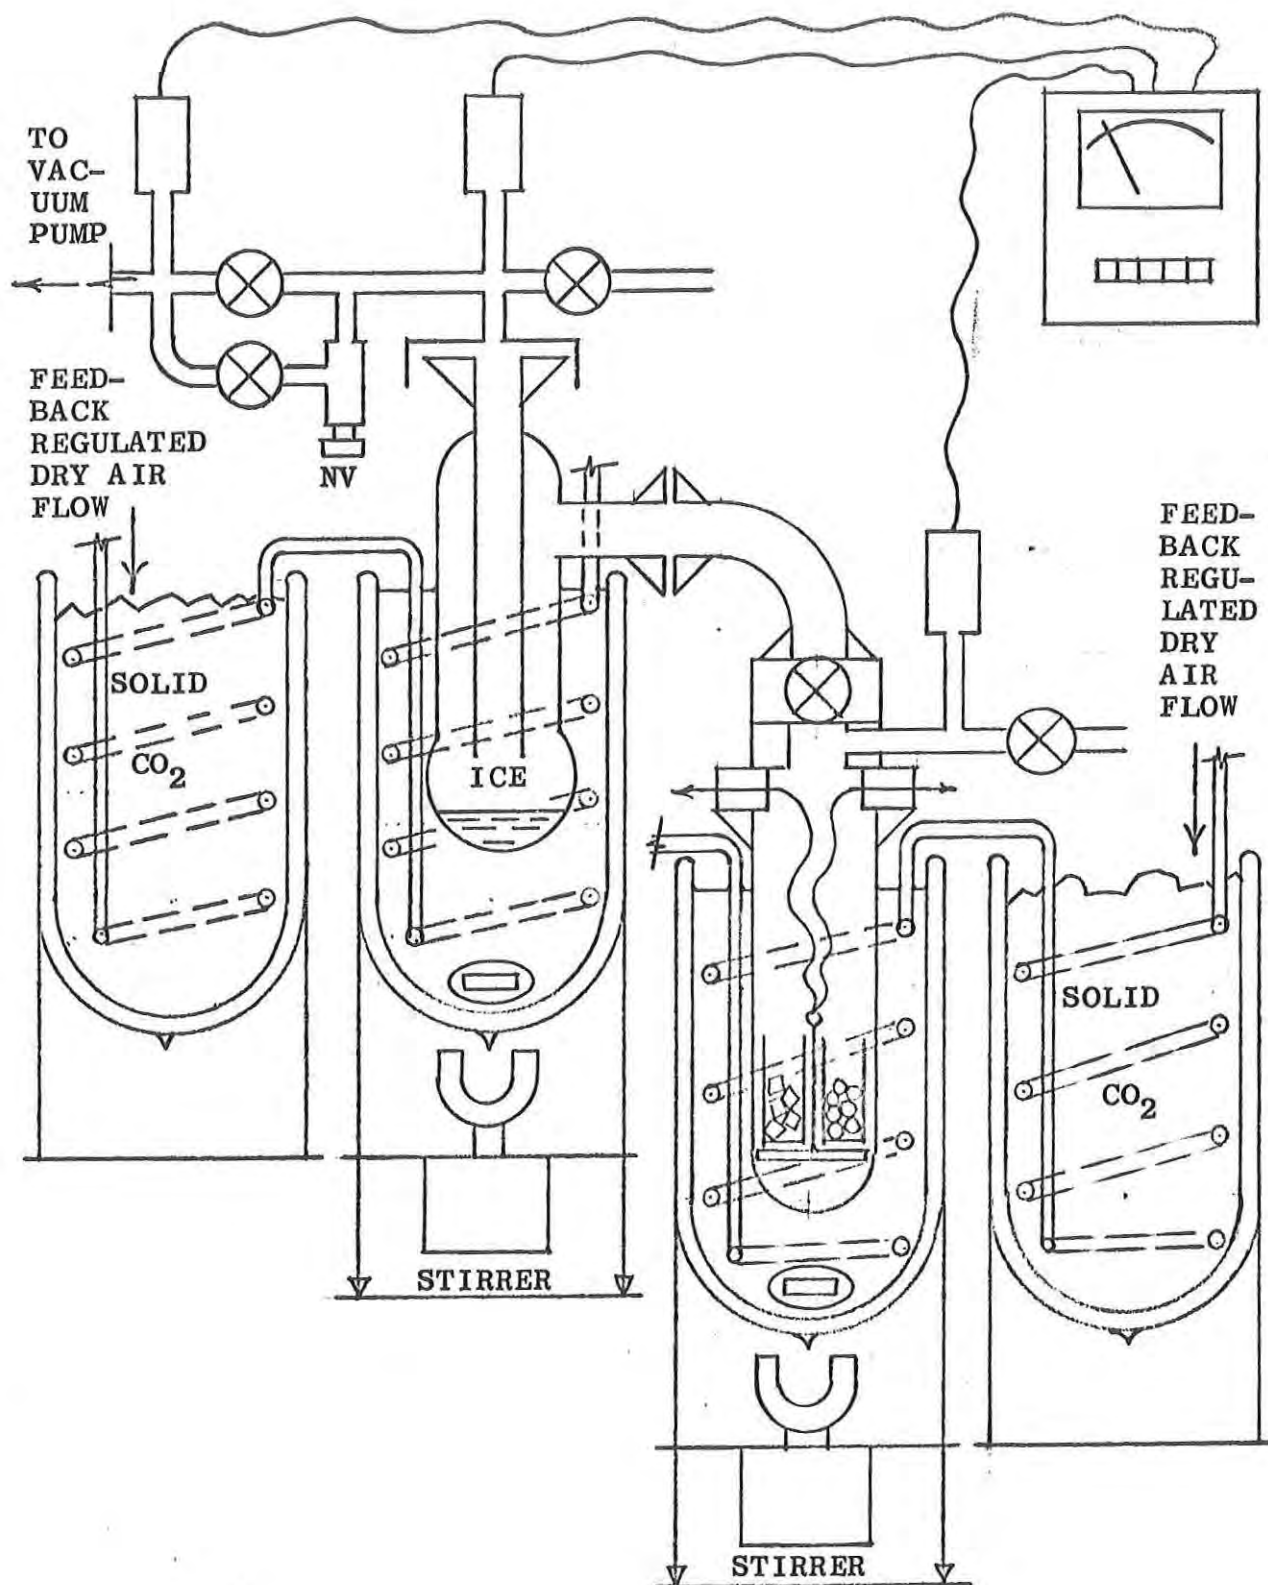 TO
VAC-
UUM
PUMP
FEED-
BACK
REGULATED
DRY AIR
FLOW
NV
SOLID
CO2
ICE
STIRRER
FEED-
BACK
REGU-
LATED
DRY
AIR
FLOW
SOLID
CO2
STIRRER